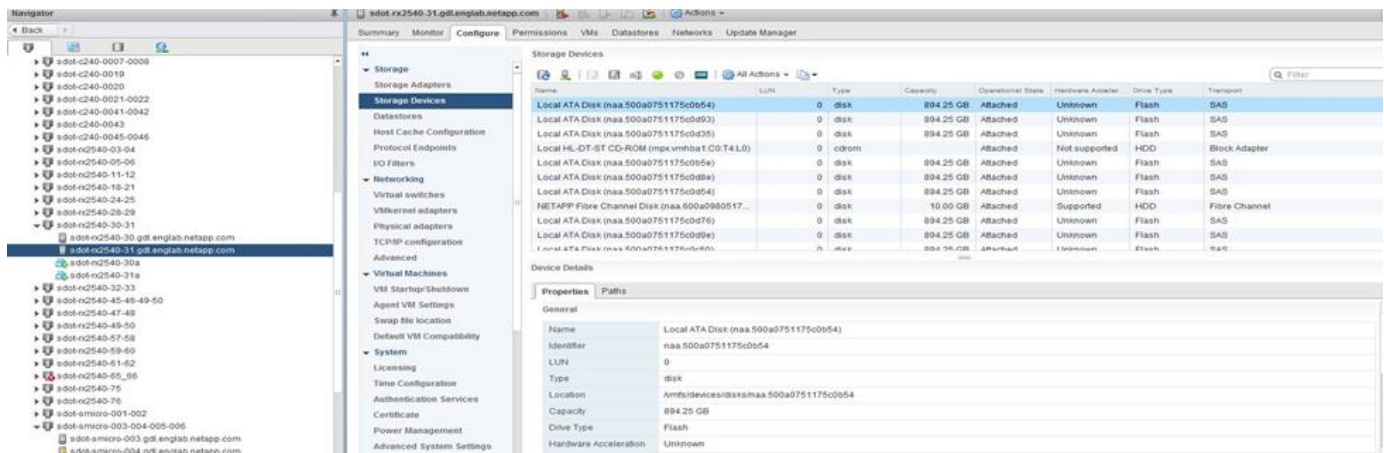 Navigator
Back
sdot-c240-0007-0008
sdot-c240-0019
sdot-c240-0020
sdot-c240-0021-0022
sdot-c240-0041-0042
sdot-c240-0043
sdot-c240-0045-0046
sdot-rx2540-03-04
sdot-rx2540-05-06
sdot-rx2540-11-12
sdot-rx2540-18-21
sdot-rx2540-24-25
sdot-rx2540-28-29
sdot-rx2540-30-31
sdot-rx2540-30.gdl.englab.netapp.com
sdot-rx2540-31.gdl.englab.netapp.com
sdot-rx2540-30a
sdot-rx2540-31a
sdot-rx2540-32-33
sdot-rx2540-45-46-49-50
sdot-rx2540-47-48
sdot-rx2540-49-50
sdot-rx2540-57-58
sdot-rx2540-59-60
sdot-rx2540-61-62
sdot-rx2540-65_66
sdot-rx2540-75
sdot-rx2540-76
sdot-smicro-001-002
sdot-smicro-003-004-005-006
sdot-smicro-003.gdl.englab.netapp.com
sdot-smicro-004.gdl.englab.netapp.com
sdot-rx2540-31.gdl.englab.netapp.com Actions
Summary Monitor Configure Permissions VMs Datastores Networks Update Manager
Storage
Storage Adapters
Storage Devices
Datastores
Host Cache Configuration
Protocol Endpoints
I/O Filters
Networking
Virtual switches
VMkernel adapters
Physical adapters
TCP/IP configuration
Advanced
Virtual Machines
VM Startup/Shutdown
Agent VM Settings
Swap file location
Default VM Compatibility
System
Licensing
Time Configuration
Authentication Services
Certificate
Power Management
Advanced System Settings
Storage Devices
All Actions Filter
Name LUN Type Capacity Operational State Hardware Acceler... Drive Type Transport
Local ATA Disk (naa.500a0751175c0b54) 0 disk 894.25 GB Attached Unknown Flash SAS
Local ATA Disk (naa.500a0751175c0d93) 0 disk 894.25 GB Attached Unknown Flash SAS
Local ATA Disk (naa.500a0751175c0d35) 0 disk 894.25 GB Attached Unknown Flash SAS
Local HL-DT-ST CD-ROM (mpx.vmhba1:C0:T4:L0) 0 cdrom Attached Not supported HDD Block Adapter
Local ATA Disk (naa.500a0751175c0b5e) 0 disk 894.25 GB Attached Unknown Flash SAS
Local ATA Disk (naa.500a0751175c0d8e) 0 disk 894.25 GB Attached Unknown Flash SAS
Local ATA Disk (naa.500a0751175c0d54) 0 disk 894.25 GB Attached Unknown Flash SAS
NETAPP Fibre Channel Disk (naa.600a0980517... 0 disk 10.00 GB Attached Supported HDD Fibre Channel
Local ATA Disk (naa.500a0751175c0d76) 0 disk 894.25 GB Attached Unknown Flash SAS
Local ATA Disk (naa.500a0751175c0d9e) 0 disk 894.25 GB Attached Unknown Flash SAS
Local ATA Disk 0 disk 894.25 GB Attached Unknown Flash SAS
Device Details
Properties Paths
General
Name Local ATA Disk (naa.500a0751175c0b54)
Identifier naa.500a0751175c0b54
LUN 0
Type disk
Location /vmfs/devices/disks/naa.500a0751175c0b54
Capacity 894.25 GB
Drive Type Flash
Hardware Acceleration Unknown